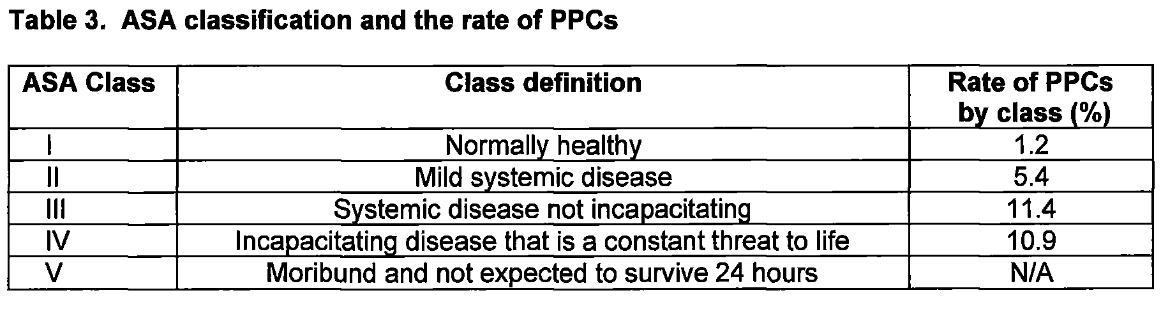 Table 3. ASA classification and the rate of PPCs
ASA Class Class definition Rate of PPCs
by class (%)
I Normally healthy 1.2
II Mild systemic disease 5.4
III Systemic disease not incapacitating 11.4
IV Incapacitating disease that is a constant threat to life 10.9
V Moribund and not expected to survive 24 hours N/A